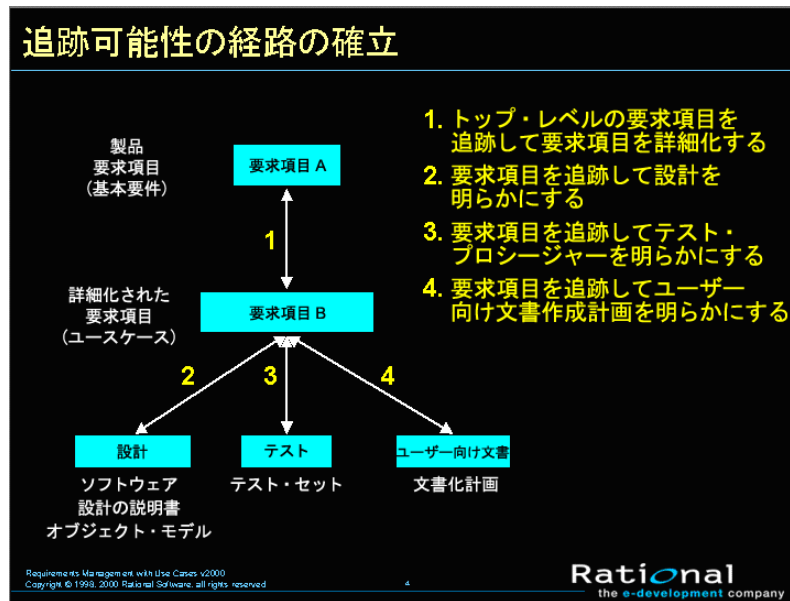 追跡可能性の経路の確立
製品
要求項目
(基本要件)
要求項目 A
1
詳細化された
要求項目
(ユースケース)
要求項目 B
2
3
4
設計
テスト
ユーザー向け文書
ソフトウェア
設計の説明書
オブジェクト・モデル
テスト・セット
文書化計画
1. トップ・レベルの要求項目を
追跡して要求項目を詳細化する
2. 要求項目を追跡して設計を
明らかにする
3. 要求項目を追跡してテスト・
プロシージャーを明らかにする
4. 要求項目を追跡してユーザー
向け文書作成計画を明らかにする
Requirements Management with Use Cases v2000
Copyright © 1998, 2000 Rational Software, all rights reserved
4
Rational
the e-development company